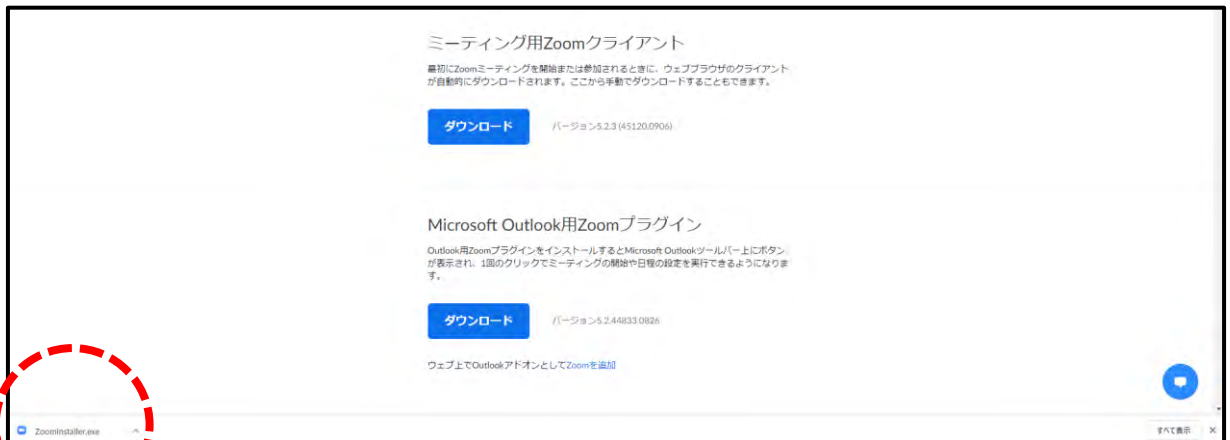 ミーティング用Zoomクライアント
最初にZoomミーティングを開始または参加されるときに、ウェブブラウザのクライアント
が自動的にダウンロードされます。ここから手動でダウンロードすることもできます。
ダウンロード バージョン5.2.3 (45120.0906)
Microsoft Outlook用Zoomプラグイン
Outlook用ZoomプラグインをインストールするとMicrosoft Outlookツールバー上にボタン
が表示され、1回のクリックでミーティングの開始や日程の設定を実行できるようになりま
す。
ダウンロード バージョン5.2.44833.0826
ウェブ上でOutlookアドオンとしてZoomを追加
ZoomInstaller.exe すべて表示